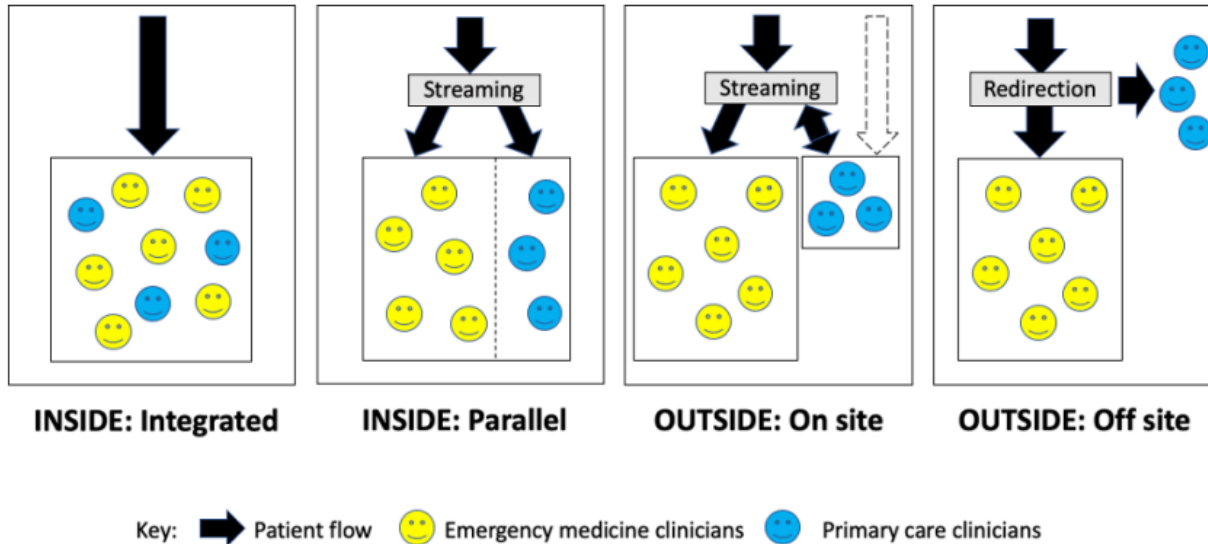 Streaming
Streaming
Redirection
INSIDE: Integrated
INSIDE: Parallel
OUTSIDE: On site
OUTSIDE: Off site
Key: Patient flow Emergency medicine clinicians Primary care clinicians